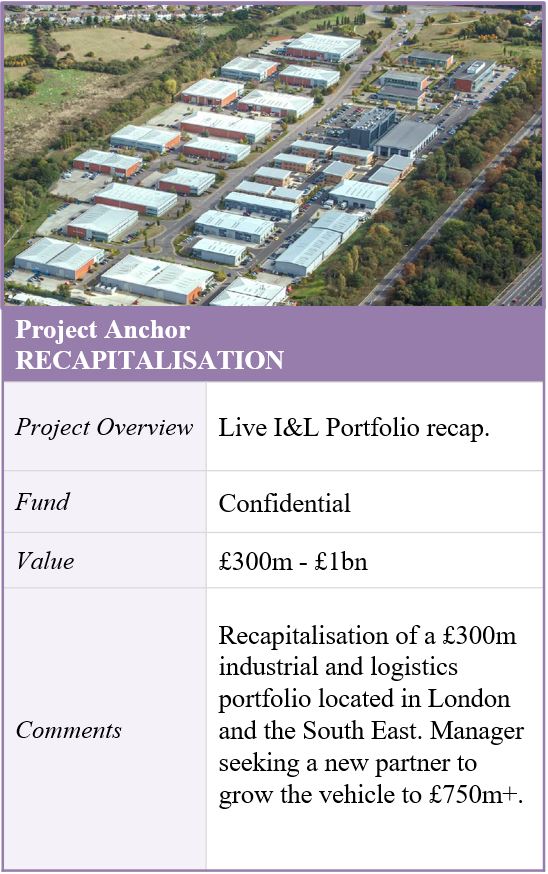 Project Anchor
RECAPITALISATION
Project Overview
Live I&L Portfolio recap.
Fund
Confidential
Value
£300m - £1bn
Comments
Recapitalisation of a £300m
industrial and logistics
portfolio located in London
and the South East. Manager
seeking a new partner to
grow the vehicle to £750m+.